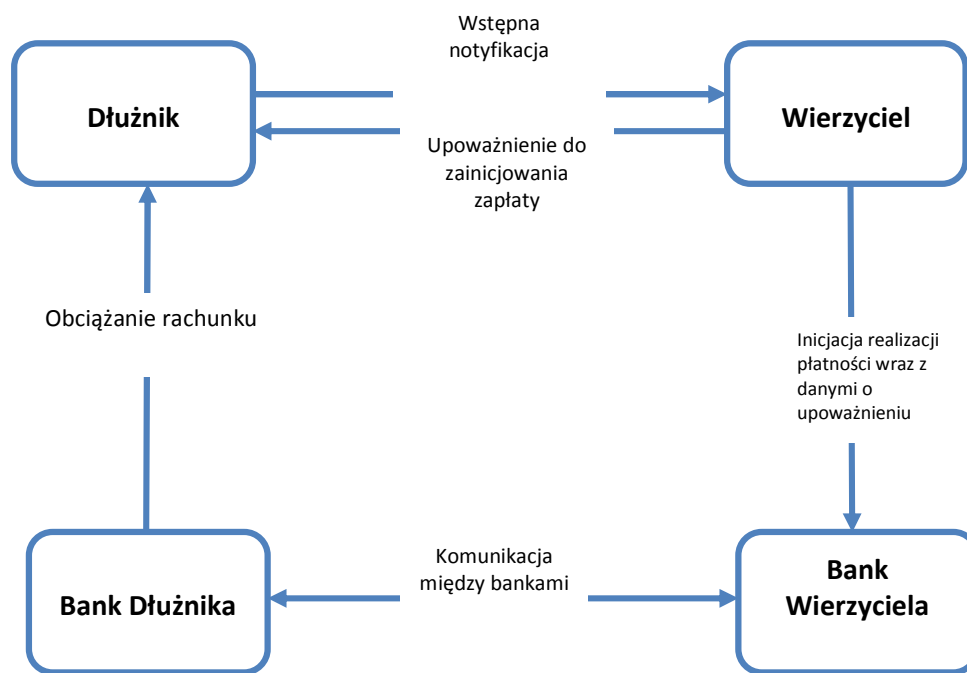 Wstępna
notyfikacja
Dłużnik
Wierzyciel
Upoważnienie do
zainicjowania
zapłaty
Obciążanie rachunku
Inicjacja realizacji
płatności wraz z
danymi o
upoważnieniu
Komunikacja
między bankami
Bank Dłużnika
Bank
Wierzyciela